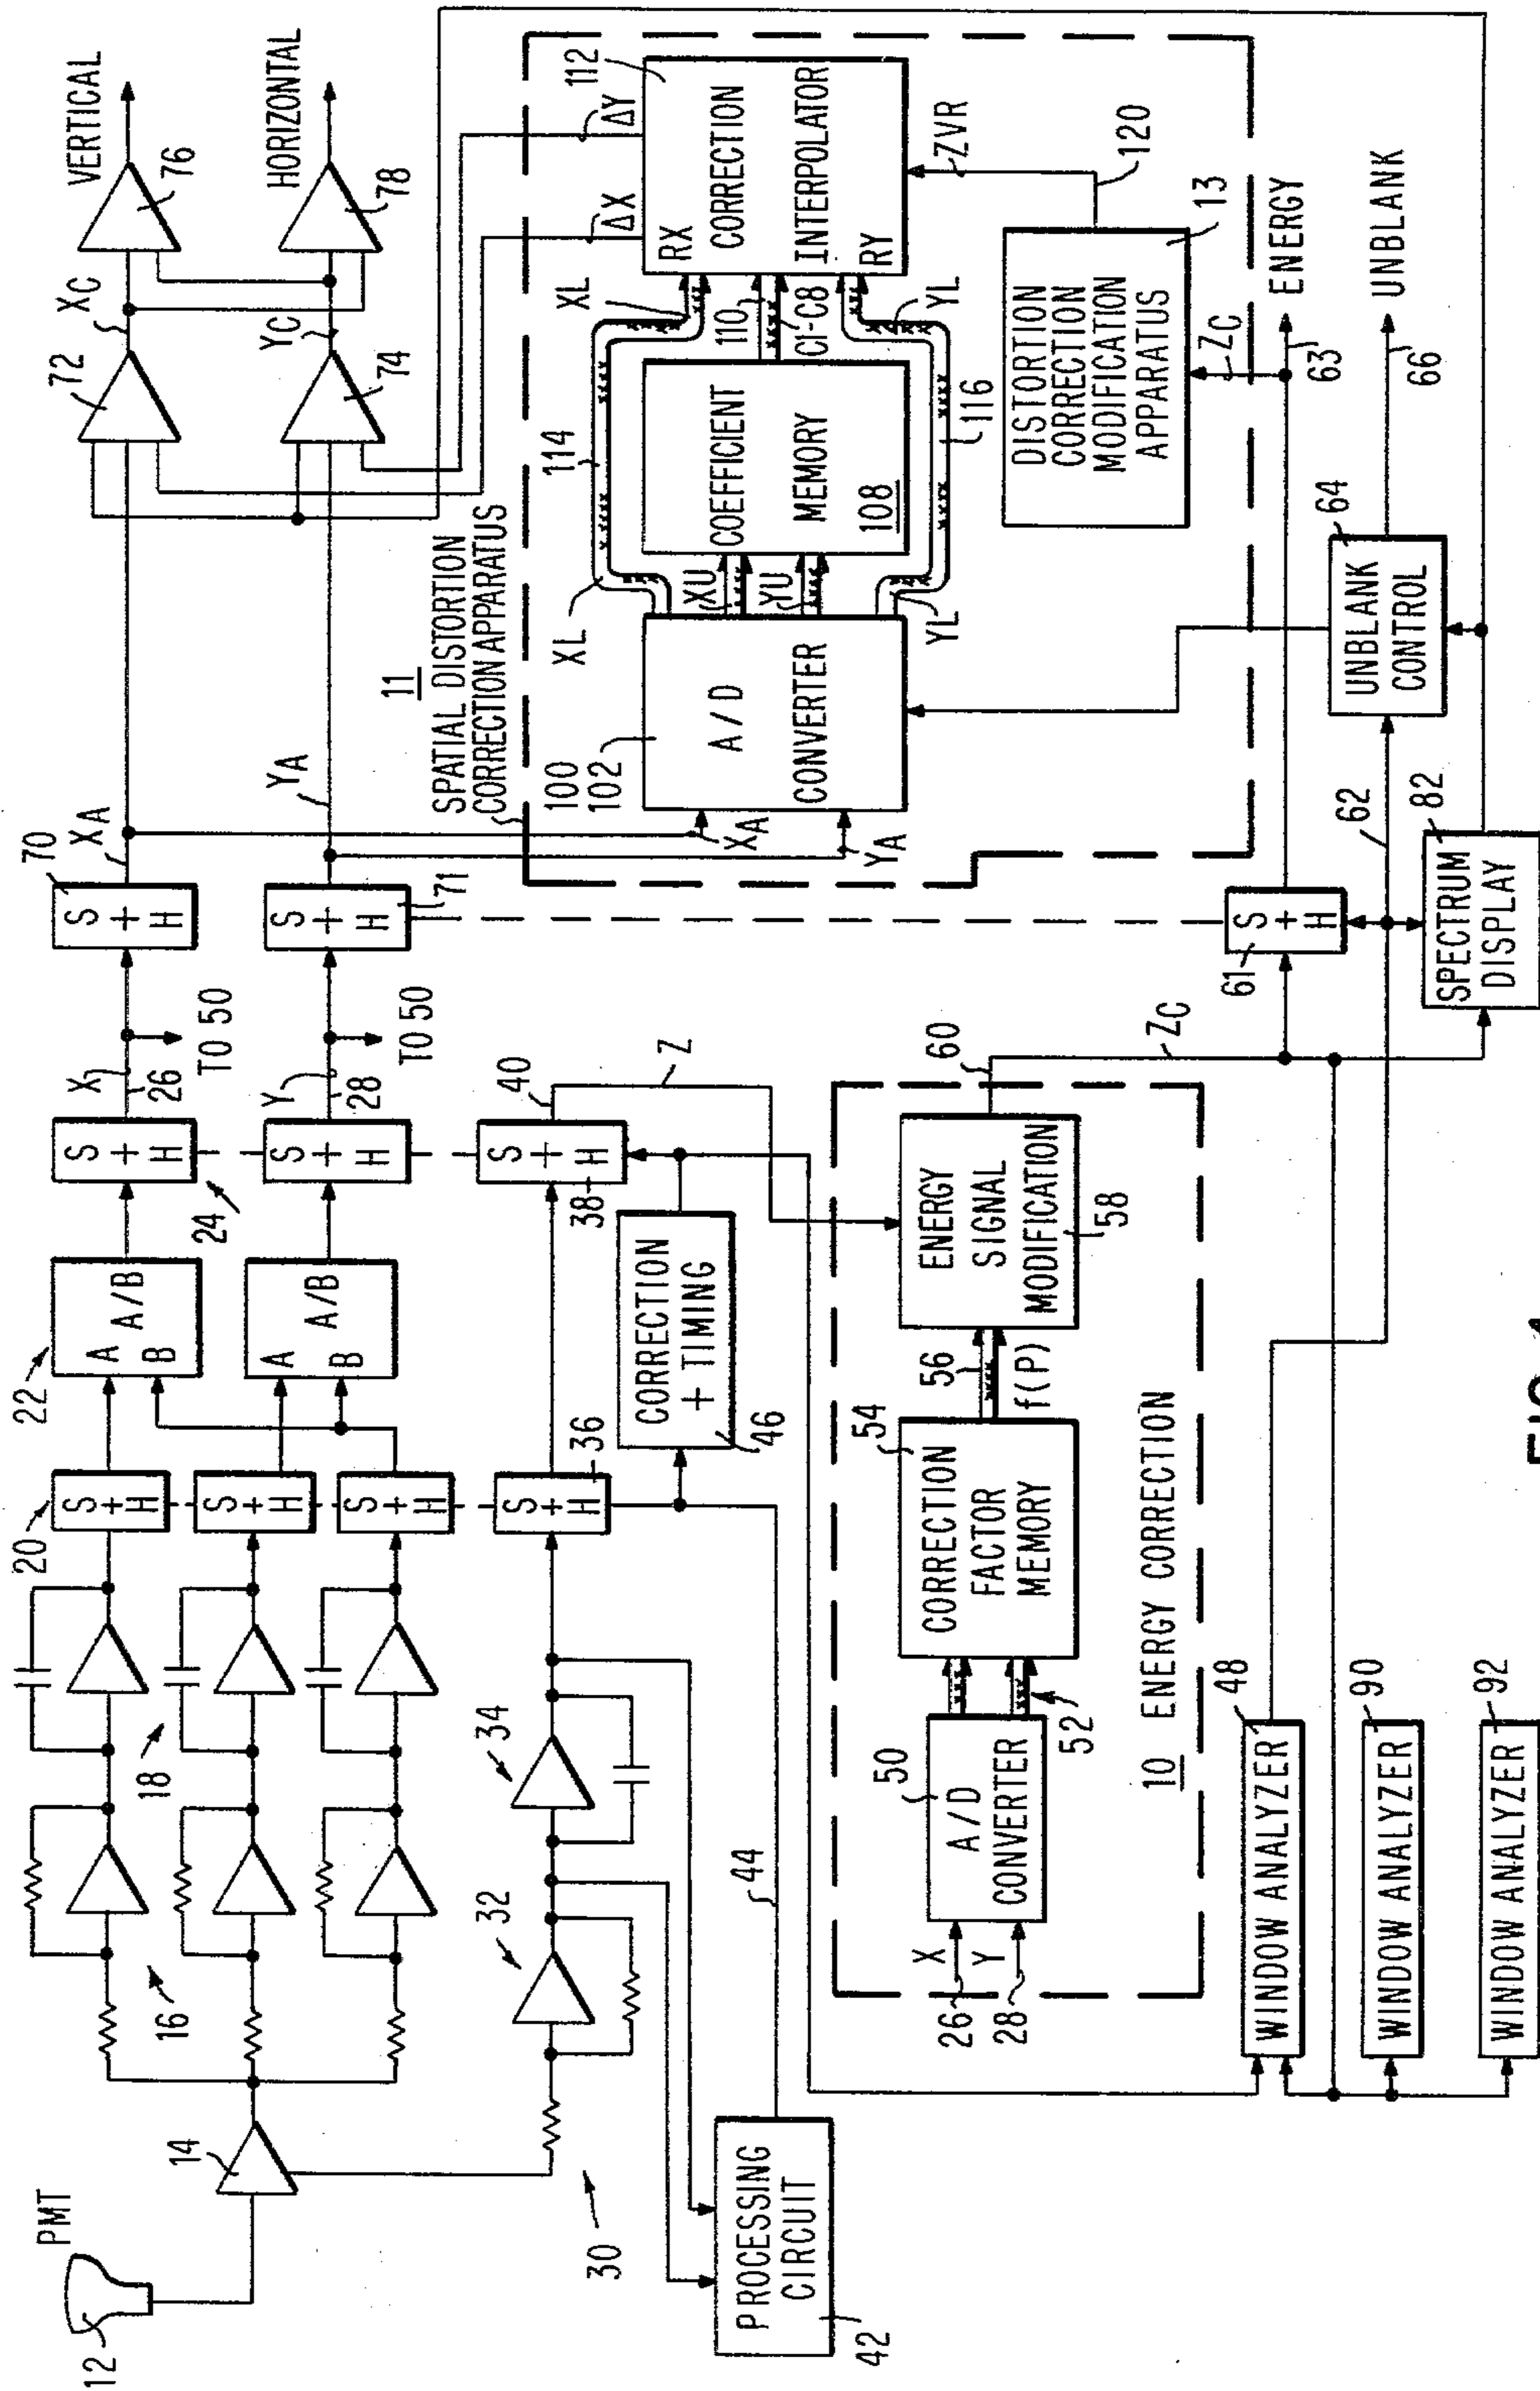 PMT
12
14
16
18
20
22
A
A/B
B
A
A/B
B
S + H
S + H
S + H
24
S + H
S + H
X
26
TO 50
Y
28
TO 50
70
S + H
XA
S + H
71
YA
72
XC
74
YC
VERTICAL
76
HORIZONTAL
78
30
32
34
S + H
36
CORRECTION
+ TIMING
46
S + H
38
40
Z
44
PROCESSING
CIRCUIT
42
11
SPATIAL DISTORTION
CORRECTION APPARATUS
100
102
XA
YA
A/D
CONVERTER
XL
XU
YU
YL
114
COEFFICIENT
MEMORY
108
116
XL
110
C1-C8
YL
RX
CORRECTION
INTERPOLATOR
RY
112
ΔX
ΔY
ZVR
120
DISTORTION
CORRECTION
MODIFICATION
APPARATUS
13
ZC
X
26
Y
28
50
A/D
CONVERTER
52
54
CORRECTION
FACTOR
MEMORY
56
f(P)
ENERGY
SIGNAL
MODIFICATION
58
60
ZC
10 ENERGY CORRECTION
61
S + H
63
ENERGY
62
64
UNBLANK
CONTROL
66
UNBLANK
82
SPECTRUM
DISPLAY
48
WINDOW ANALYZER
90
WINDOW ANALYZER
92
WINDOW ANALYZER